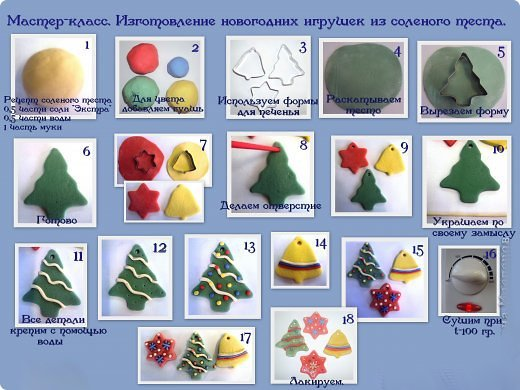 Мастер-класс. Изготовление новогодних игрушек из соленого теста.
1
Рецепт соленого теста
0,5 части соли "Экстра"
0,5 части воды
1 часть муки
2
Для цвета
добавляем гуашь
3
Используем формы
для печенья
4
Раскатываем
тесто
5
Вырезаем форму
6
Готово
7
8
Делаем отверстие
9
10
Украшаем по
своему замыслу
11
Все детали
крепим с помощью
воды
12
13
14
15
16
Сушим при
t-100 гр.
17
18
Лакируем.